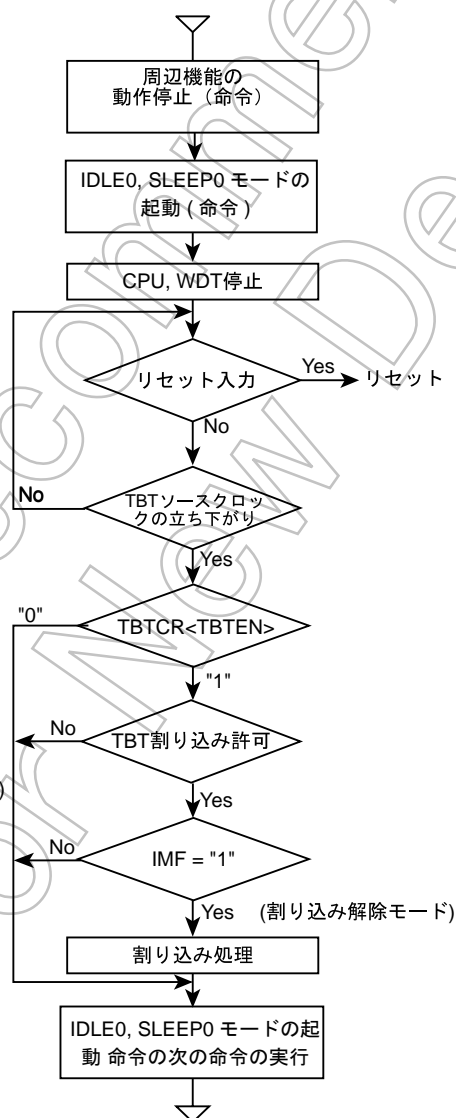 周辺機能の
動作停止（命令）
IDLE0, SLEEP0 モードの
起動 ( 命令 )
CPU, WDT停止
リセット入力
Yes
リセット
No
No
TBTソースクロッ
クの立ち下がり
Yes
"0"
TBTCR<TBTEN>
"1"
No
TBT割り込み許可
)
Yes
No
IMF = "1"
Yes
(割り込み解除モード)
割り込み処理
IDLE0, SLEEP0 モードの起
動 命令の次の命令の実行